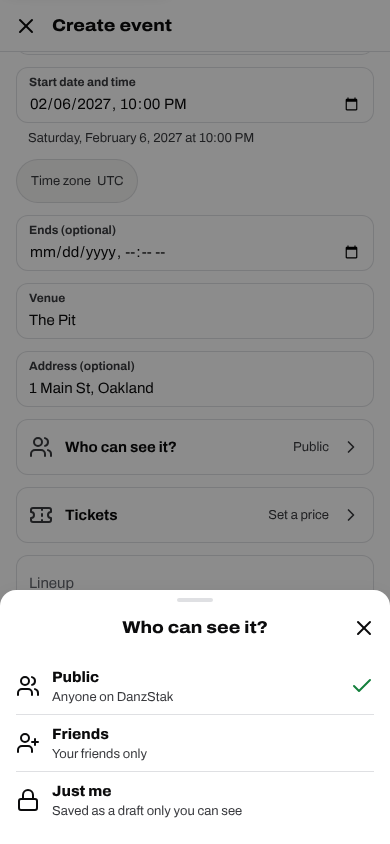 Create event
Start date and time
02/06/2027, 10:00 PM
Saturday, February 6, 2027 at 10:00 PM
Time zone UTC
Ends (optional)
mm/dd/yyyy, --:-- --
Venue
The Pit
Address (optional)
1 Main St, Oakland
Who can see it? Public
Tickets Set a price
Lineup
Who can see it?
Public
Anyone on DanzStak
Friends
Your friends only
Just me
Saved as a draft only you can see